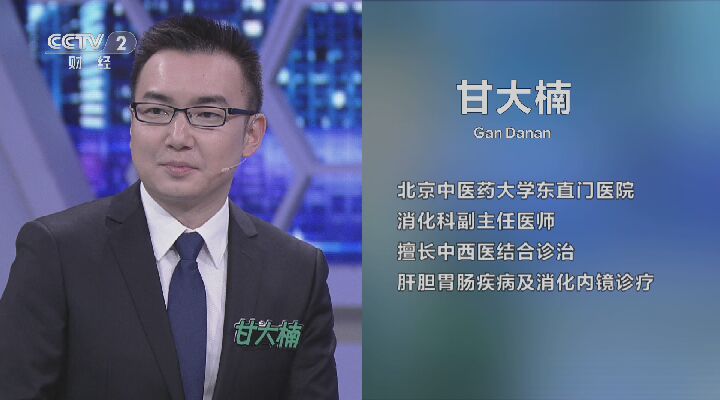 CCTV 2
财经
甘大楠
甘大楠
Gan Danan
北京中医药大学东直门医院
消化科副主任医师
擅长中西医结合诊治
肝胆胃肠疾病及消化内镜诊疗